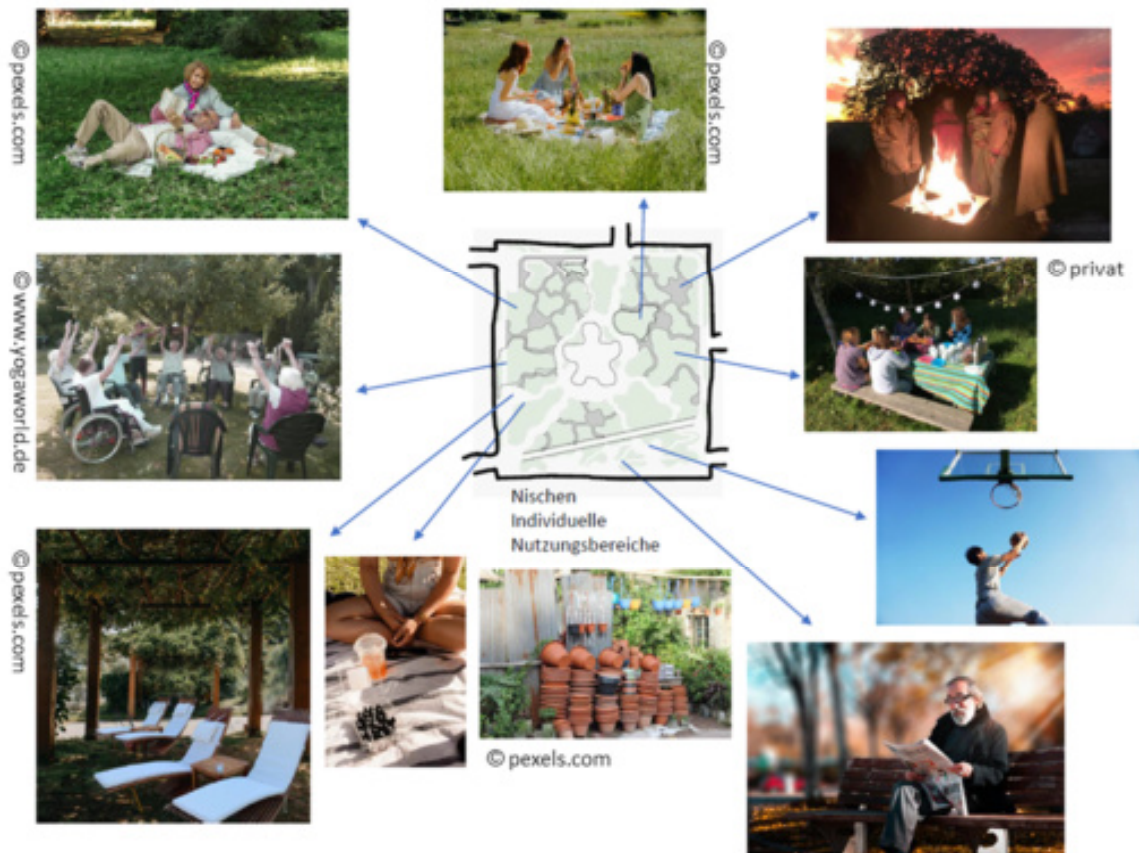 © pexels.com
© pexels.com
© privat
© www.yogaworld.de
Nischen
Individuelle
Nutzungsbereiche
© pexels.com
© pexels.com